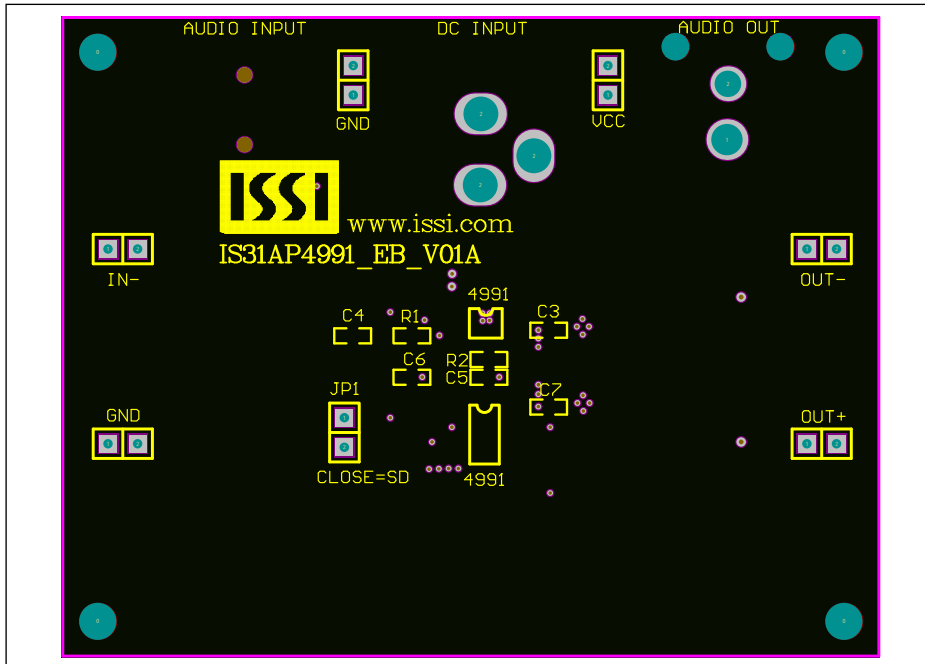 AUDIO INPUT
DC INPUT
AUDIO OUT
GND
VCC
ISSI
www.issi.com
IS31AP4991_EB_V01A
IN-
OUT-
4991
C4
R1
C3
C6
R2
C5
JP1
C7
GND
OUT+
CLOSE=SD
4991